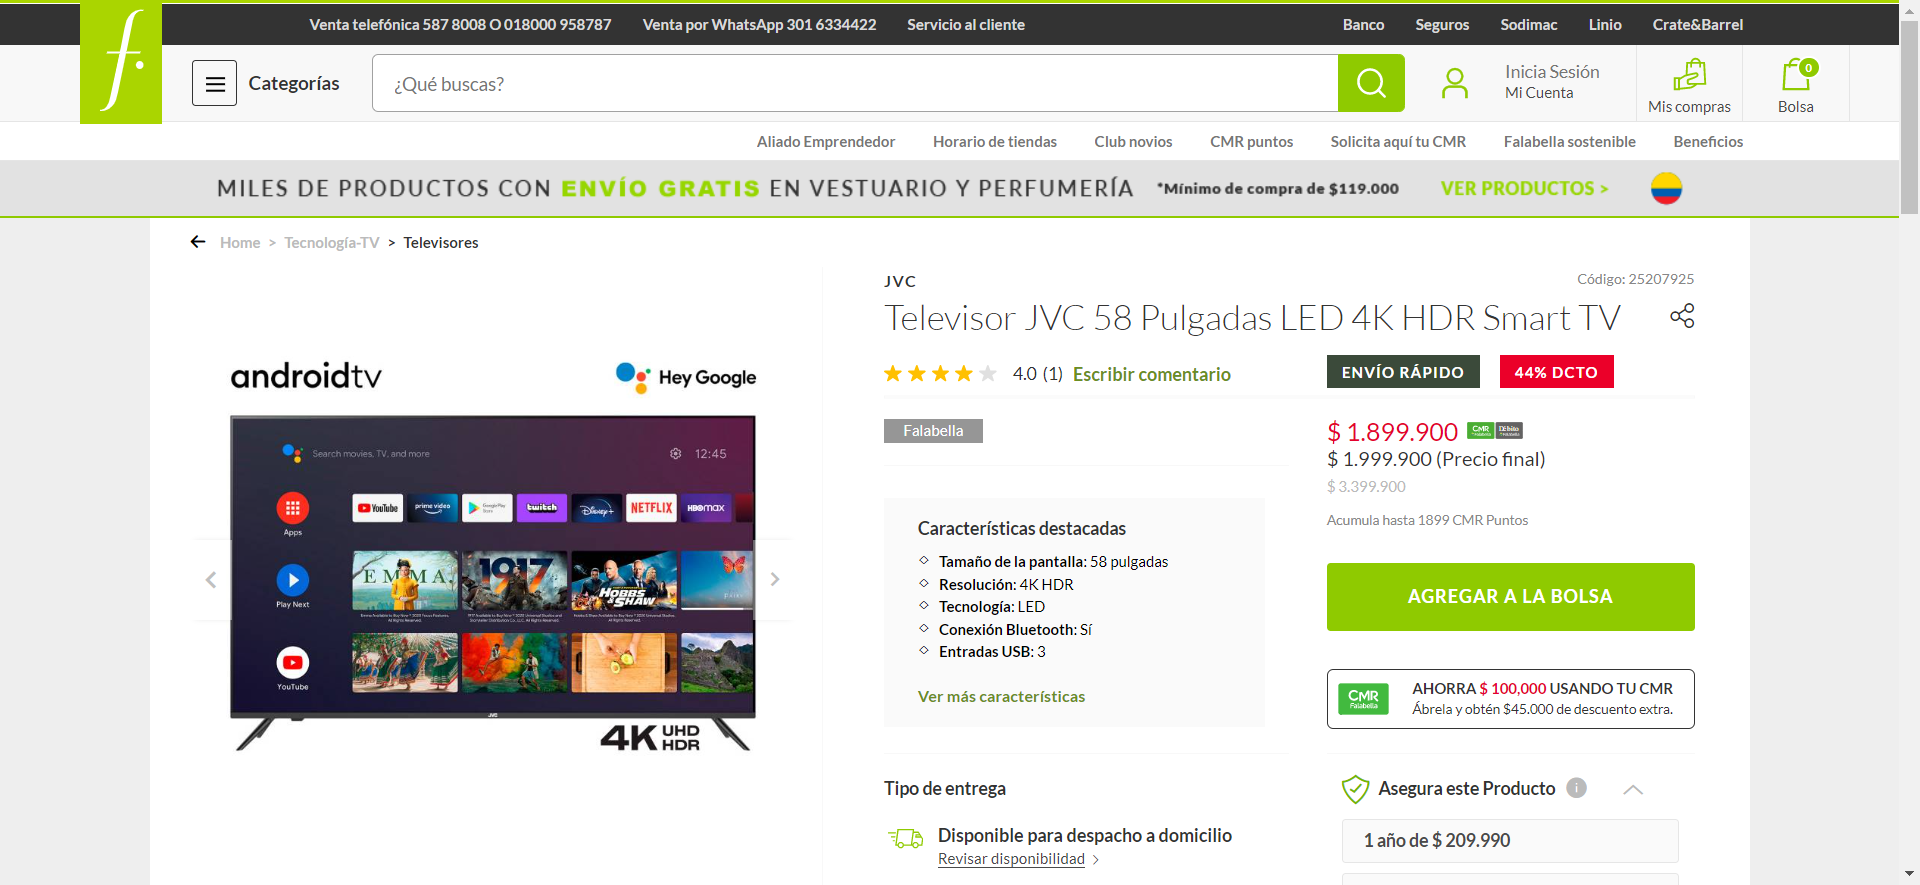 Venta telefónica 587 8008 O 018000 958787 Venta por WhatsApp 301 6334422 Servicio al cliente Banco Seguros Sodimac Linio Crate&Barrel
f.
Categorías
¿Qué buscas?
Inicia Sesión
Mi Cuenta
Mis compras
0
Bolsa
Aliado Emprendedor Horario de tiendas Club novios CMR puntos Solicita aquí tu CMR Falabella sostenible Beneficios
MILES DE PRODUCTOS CON ENVÍO GRATIS EN VESTUARIO Y PERFUMERÍA *Mínimo de compra de $119.000 VER PRODUCTOS >
Home > Tecnología-TV > Televisores
androidtv Hey Google
Search movies, TV, and more 12:45
Apps
YouTube prime video Google Play twitch Disney+ NETFLIX HBOmax
Play Next
EMMA. 1917 HOBBS & SHAW
YouTube
JVC
4K UHD HDR
JVC
Código: 25207925
Televisor JVC 58 Pulgadas LED 4K HDR Smart TV
4.0 (1) Escribir comentario
ENVÍO RÁPIDO 44% DCTO
Falabella
$ 1.899.900 CMR Débito
$ 1.999.900 (Precio final)
$ 3.399.900
Acumula hasta 1899 CMR Puntos
Características destacadas
Tamaño de la pantalla: 58 pulgadas
Resolución: 4K HDR
Tecnología: LED
Conexión Bluetooth: Sí
Entradas USB: 3
Ver más características
AGREGAR A LA BOLSA
CMR
Falabella
AHORRA $ 100,000 USANDO TU CMR
Ábrela y obtén $45.000 de descuento extra.
Tipo de entrega
Disponible para despacho a domicilio
Revisar disponibilidad >
Asegura este Producto i
1 año de $ 209.990